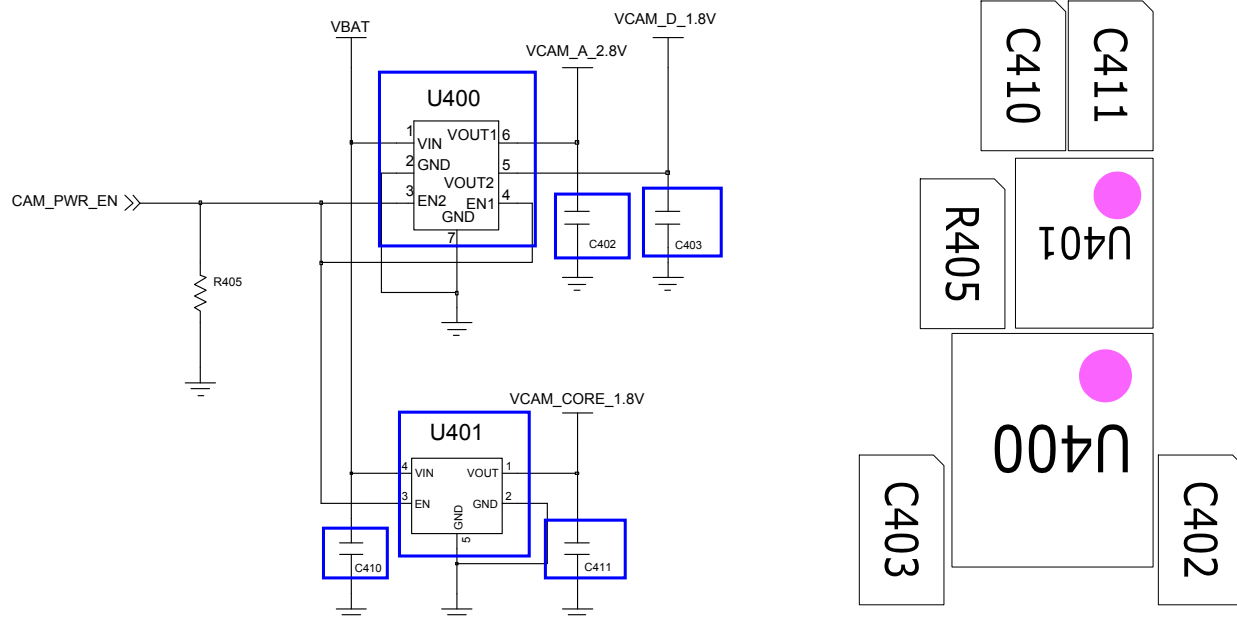 VBAT
VCAM_D_1.8V
VCAM_A_2.8V
U400
1
VIN
VOUT1
6
2
GND
5
VOUT2
3
EN2
EN1
4
GND
7
CAM_PWR_EN
C402
C403
R405
VCAM_CORE_1.8V
U401
4
VIN
VOUT
1
3
EN
GND
2
GND
5
C410
C411
C410
C411
R405
U401
U400
C403
C402